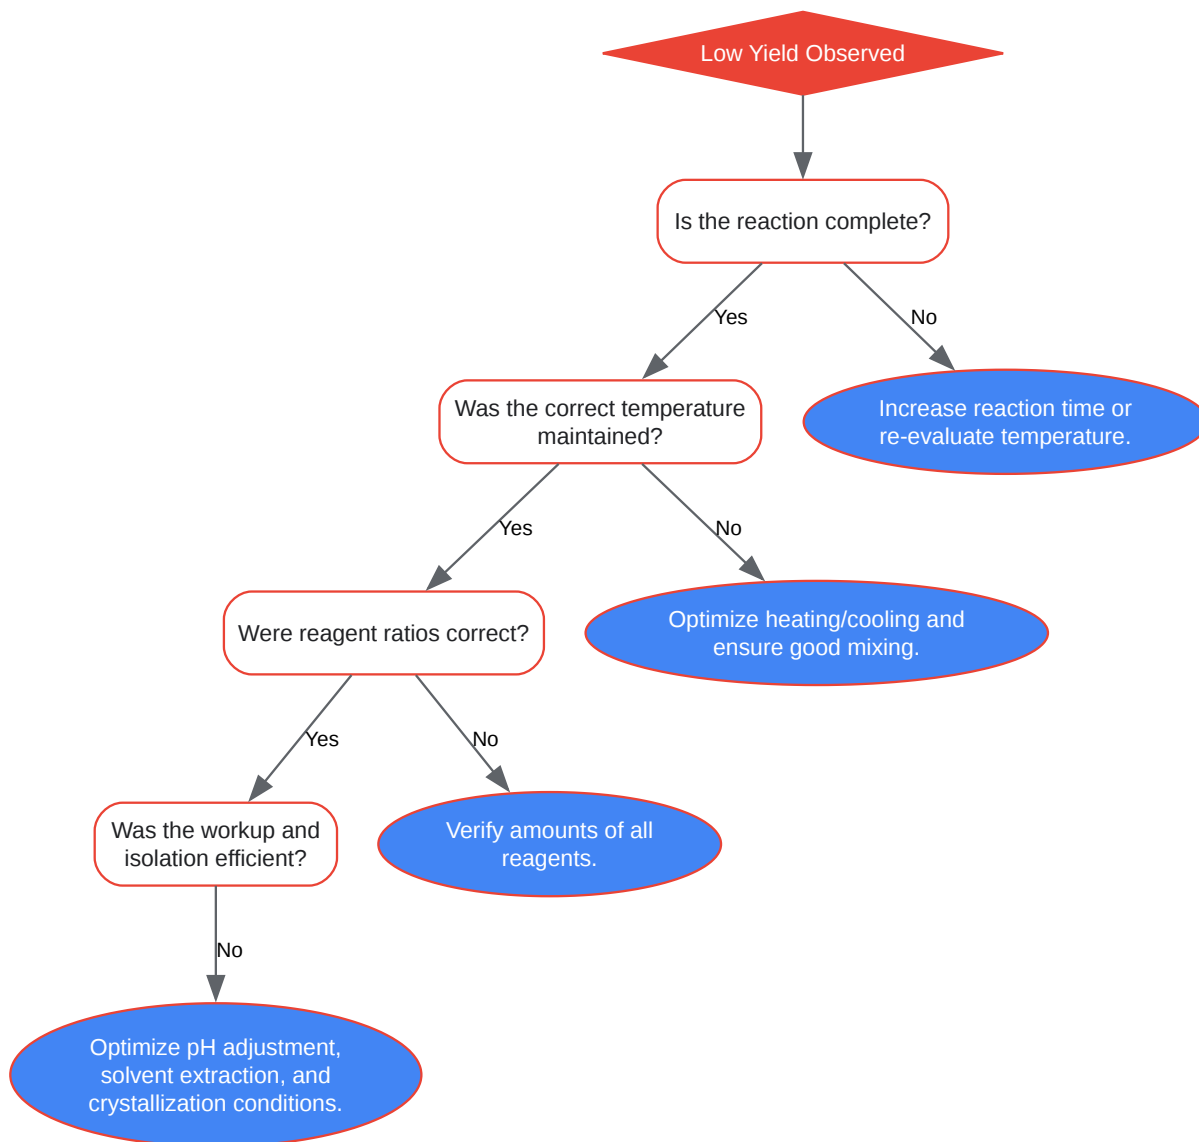 Low Yield Observed
Is the reaction complete?
Yes
No
Was the correct temperature
maintained?
Increase reaction time or
re-evaluate temperature.
Yes
No
Were reagent ratios correct?
Optimize heating/cooling and
ensure good mixing.
Yes
No
Was the workup and
isolation efficient?
Verify amounts of all
reagents.
No
Optimize pH adjustment,
solvent extraction, and
crystallization conditions.